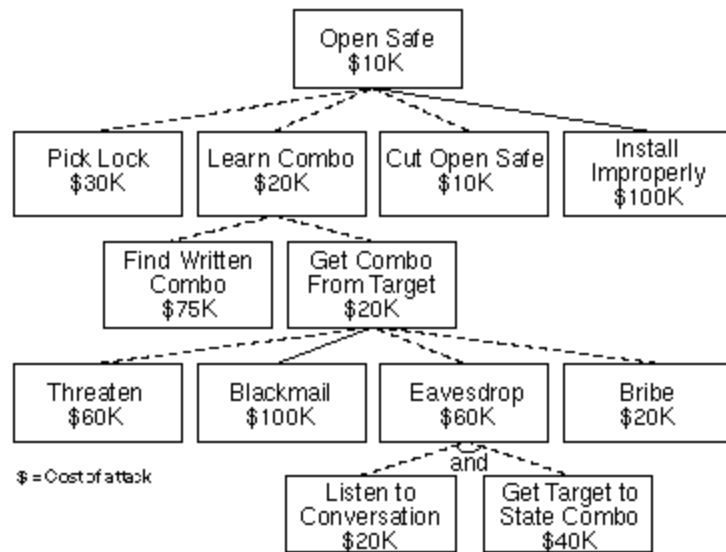 Open Safe
$10K
Pick Lock
$30K
Learn Combo
$20K
Cut Open Safe
$10K
Install
Improperly
$100K
Find Written
Combo
$75K
Get Combo
From Target
$20K
Threaten
$60K
Blackmail
$100K
Eavesdrop
$60K
Bribe
$20K
and
$ = Cost of attack
Listen to
Conversation
$20K
Get Target to
State Combo
$40K